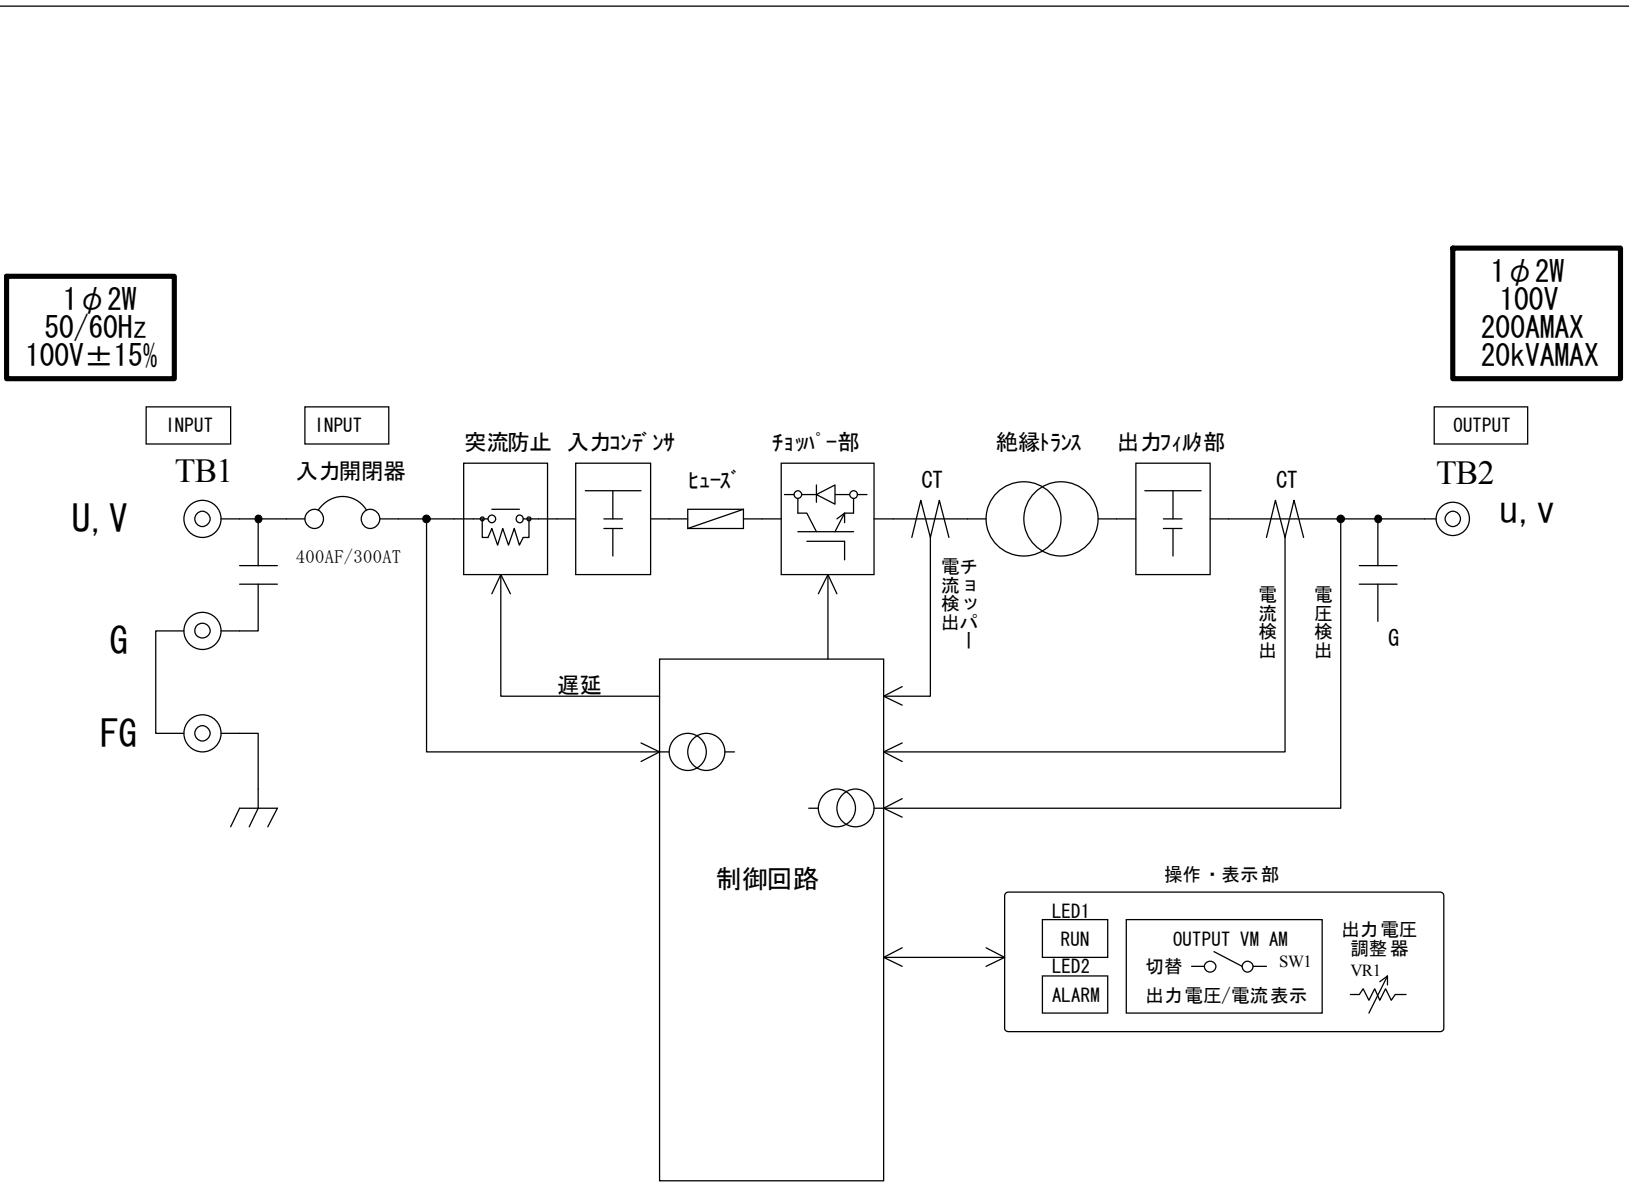 1φ2W
50/60Hz
100V±15%
1φ2W
100V
200AMAX
20kVAMAX
INPUT
INPUT
OUTPUT
TB1
入力開閉器
突流防止
入力ｺﾝﾃﾞﾝｻ
ﾋｭｰｽﾞ
ﾁｮｯﾊﾟｰ部
CT
絶縁ﾄﾗﾝｽ
出力ﾌｨﾙﾀ部
CT
TB2
U,V
u,v
400AF/300AT
チョッパー
電流検出
電流検出
電圧検出
G
G
遅延
FG
制御回路
操作・表示部
LED1
RUN
LED2
ALARM
OUTPUT VM AM
切替
SW1
出力電圧/電流表示
出力電圧
調整器
VR1